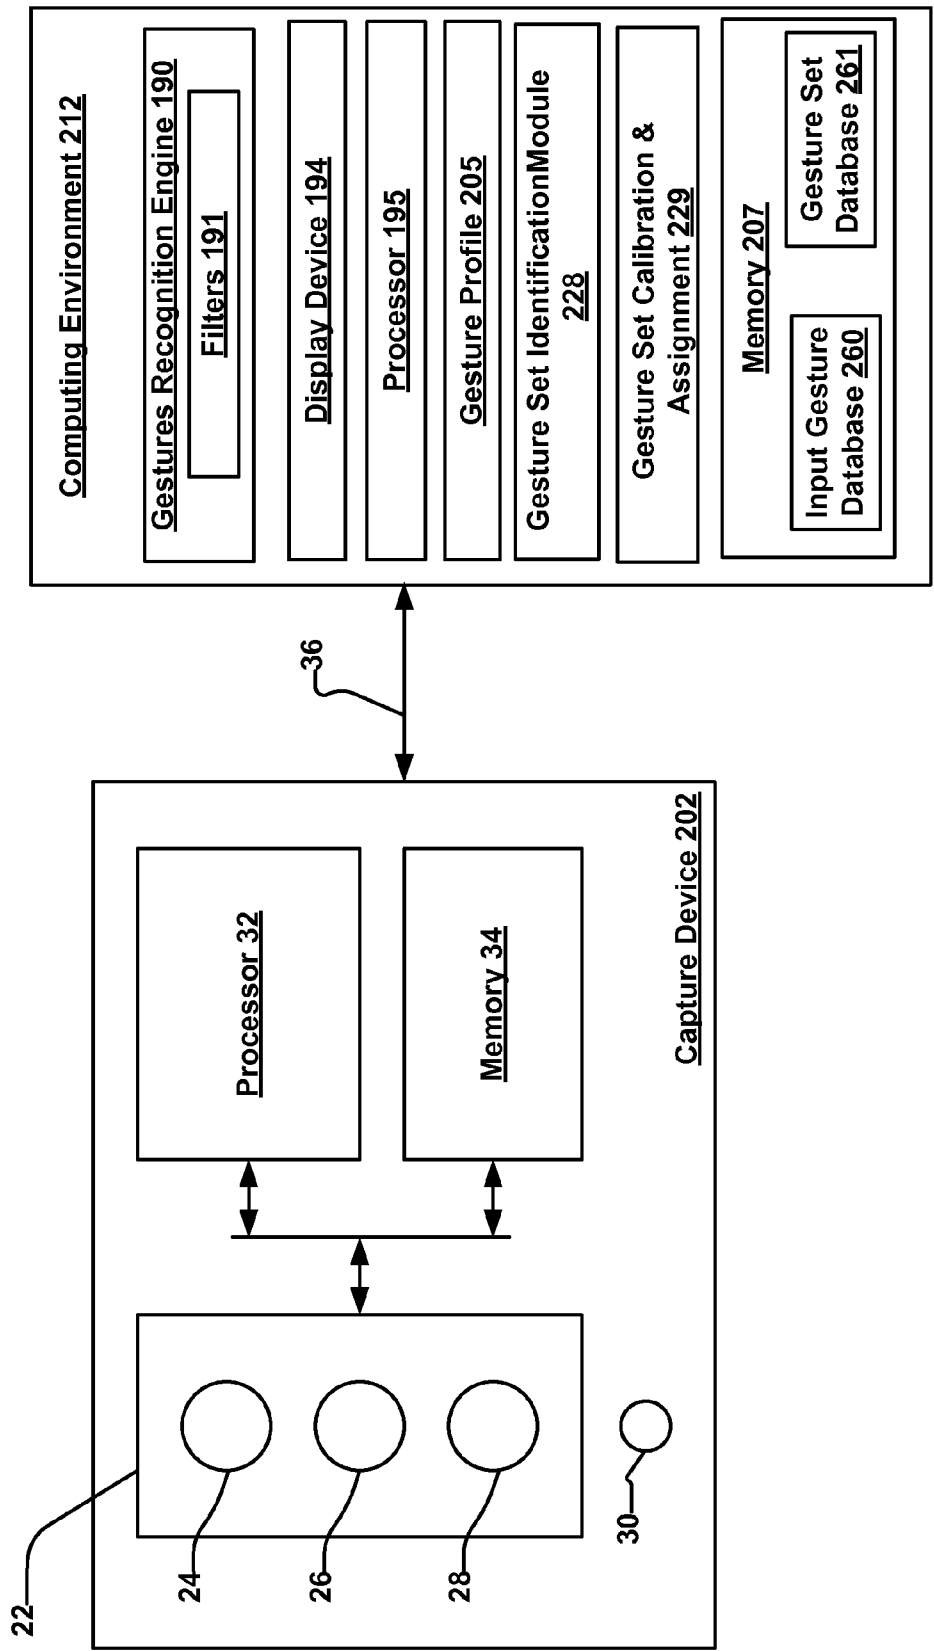 22
24
26
28
30
Processor 32
Memory 34
Capture Device 202
36
Computing Environment 212
Gestures Recognition Engine 190
Filters 191
Display Device 194
Processor 195
Gesture Profile 205
Gesture Set IdentificationModule
228
Gesture Set Calibration &
Assignment 229
Memory 207
Input Gesture
Database 260
Gesture Set
Database 261